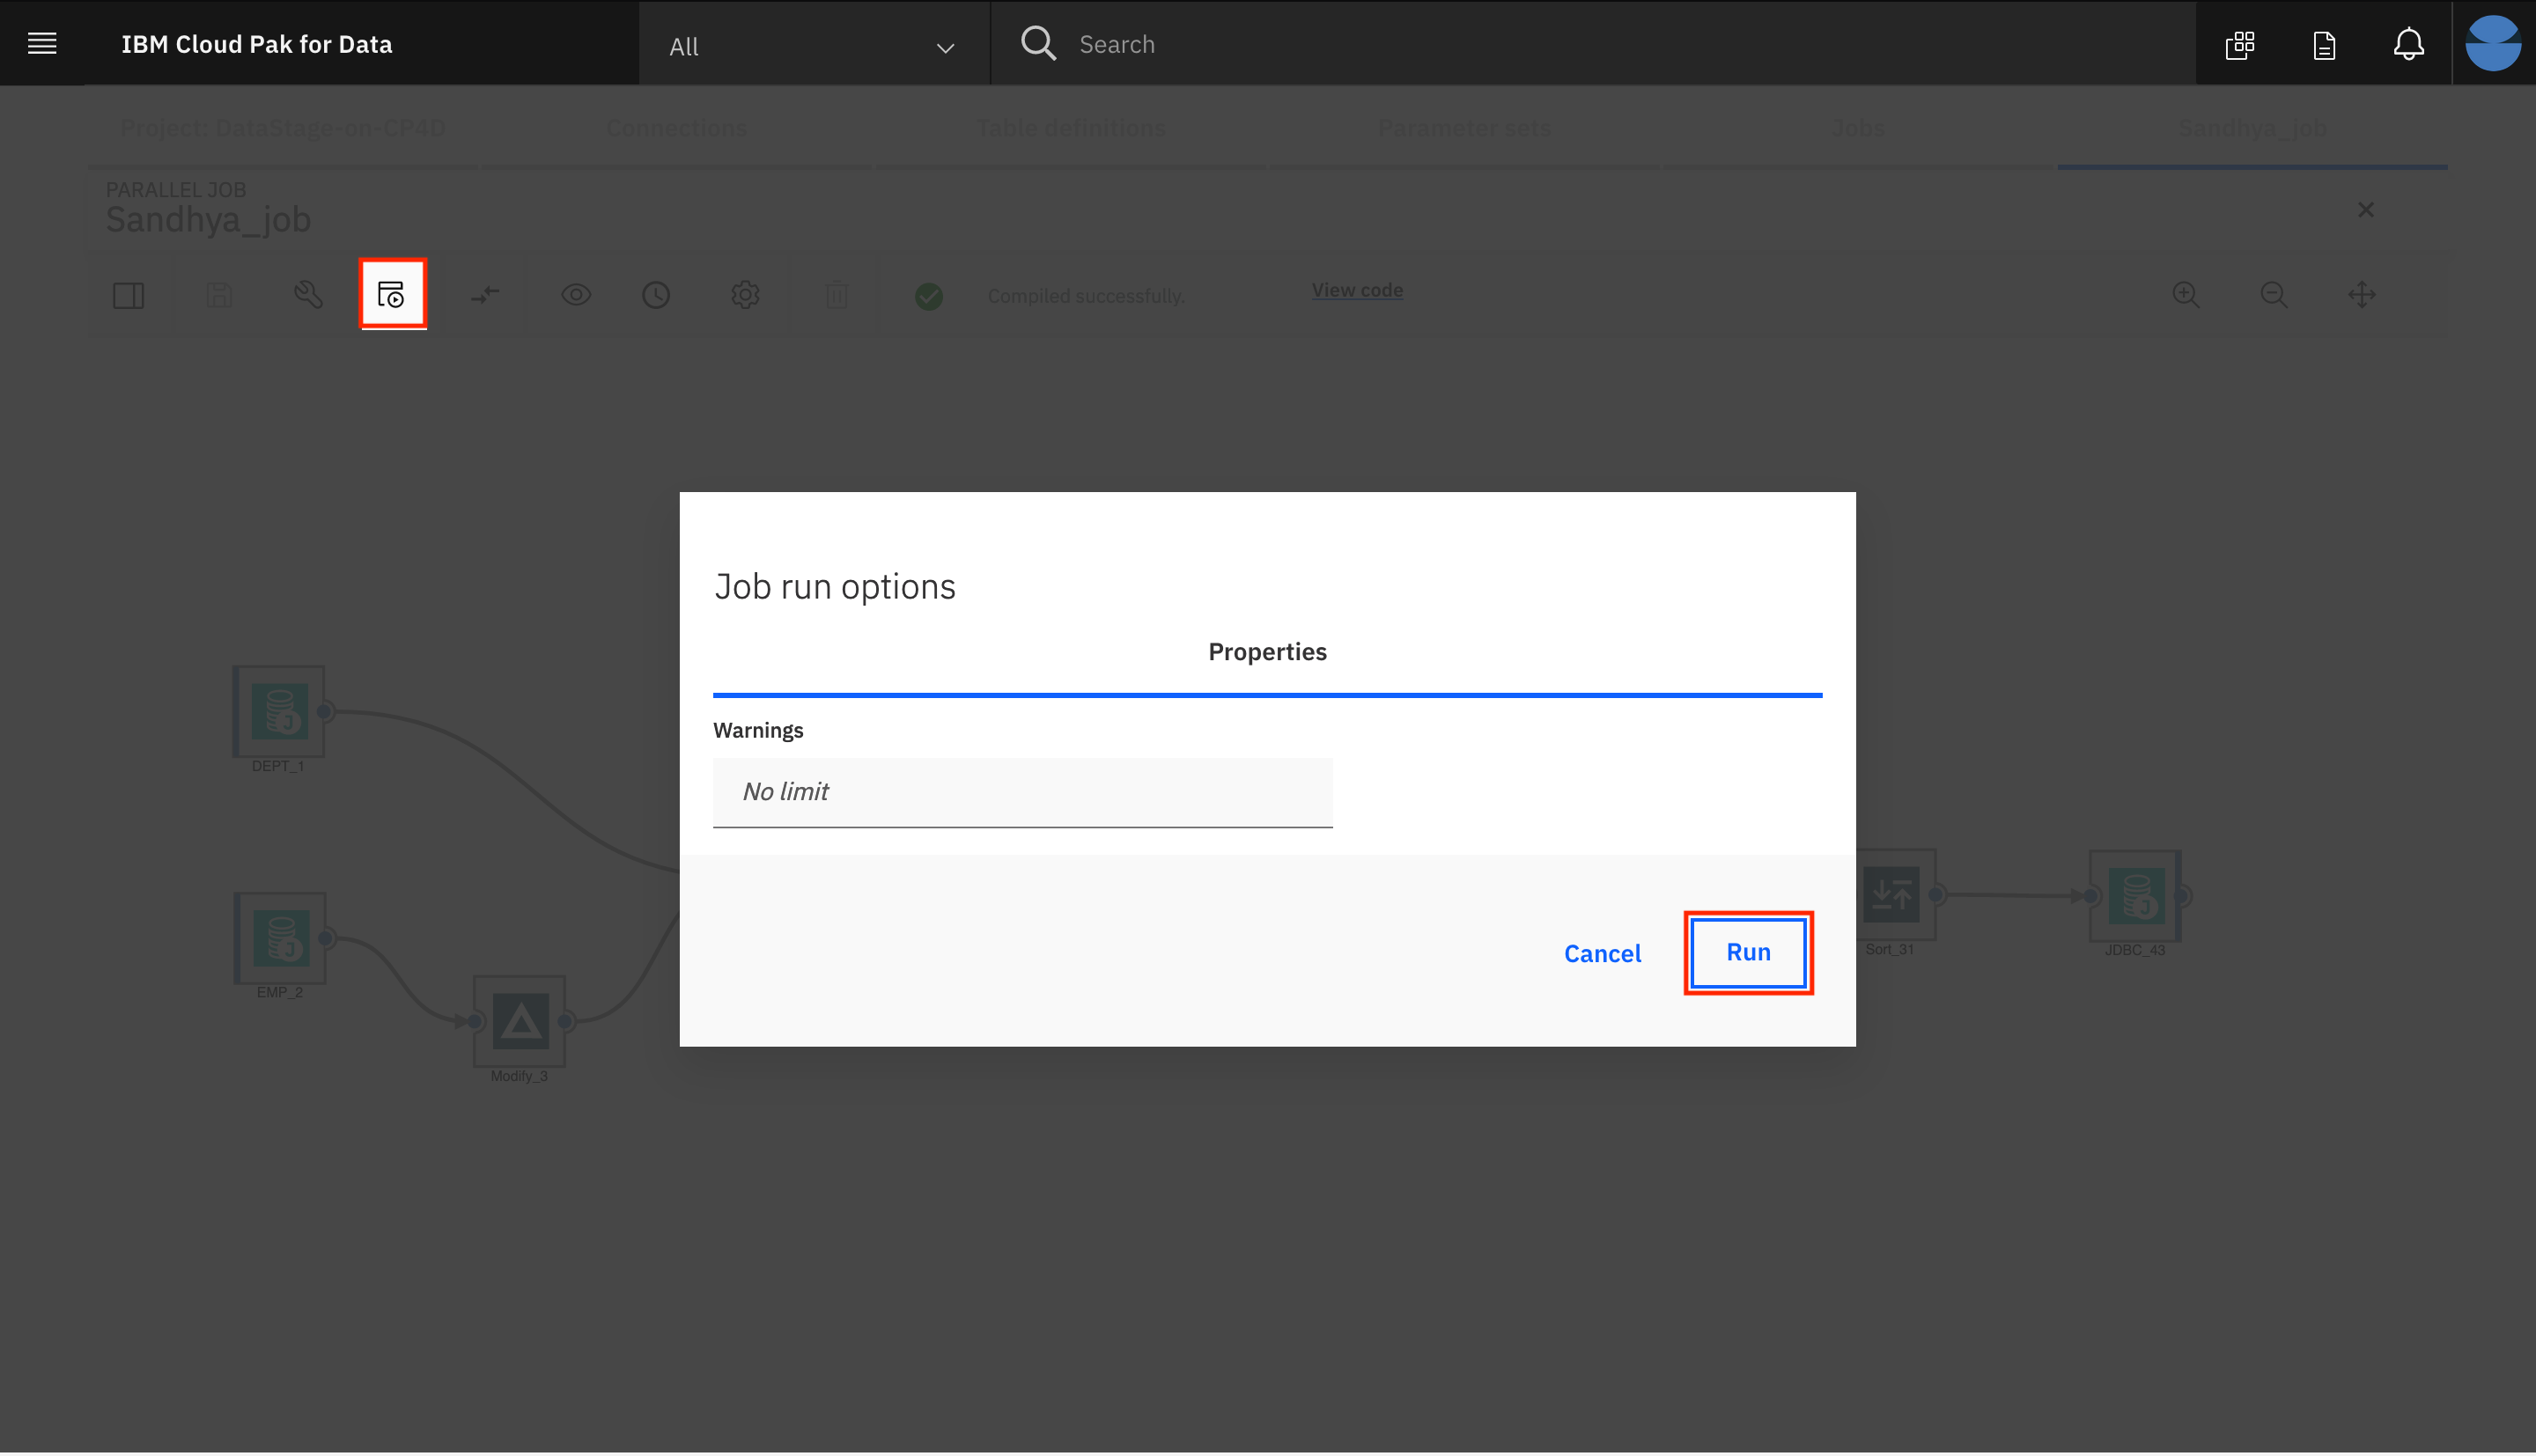 IBM Cloud Pak for Data
All
Search
Project: DataStage-on-CP4D
Connections
Table definitions
Parameter sets
Jobs
Sandhya_job
PARALLEL JOB
Sandhya_job
Compiled successfully.
View code
Job run options
Properties
Warnings
No limit
Cancel
Run
DEPT_1
EMP_2
Modify_3
Sort_31
JDBC_43